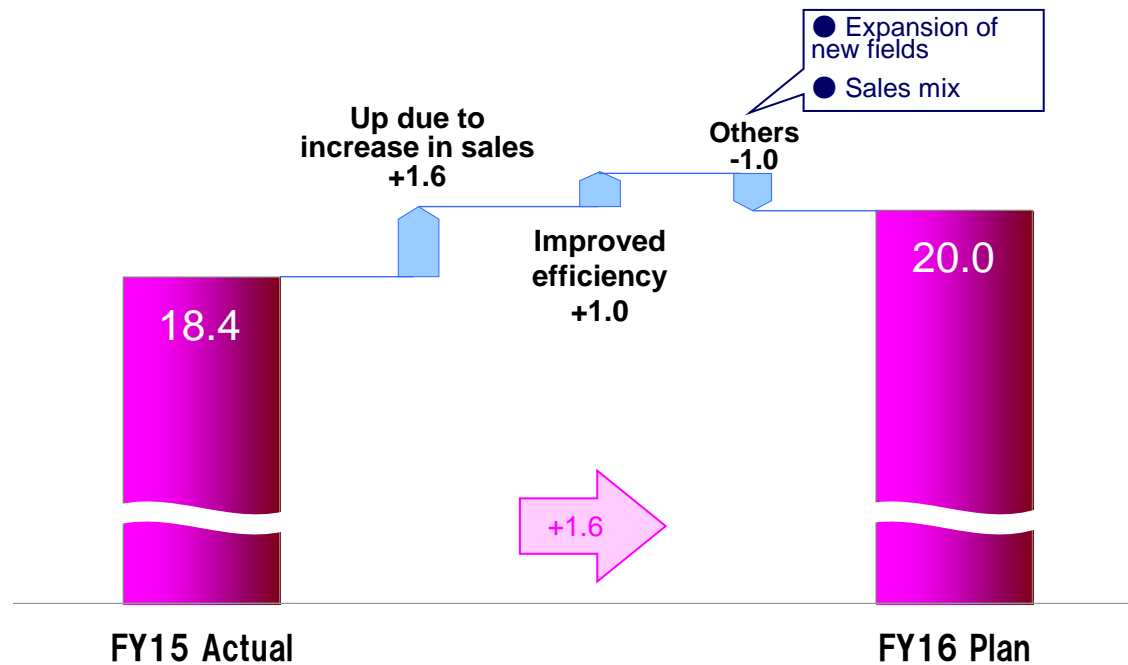 ● Expansion of
new fields
● Sales mix
Up due to
increase in sales
+1.6
Others
-1.0
Improved
efficiency
+1.0
18.4
20.0
+1.6
FY15 Actual
FY16 Plan